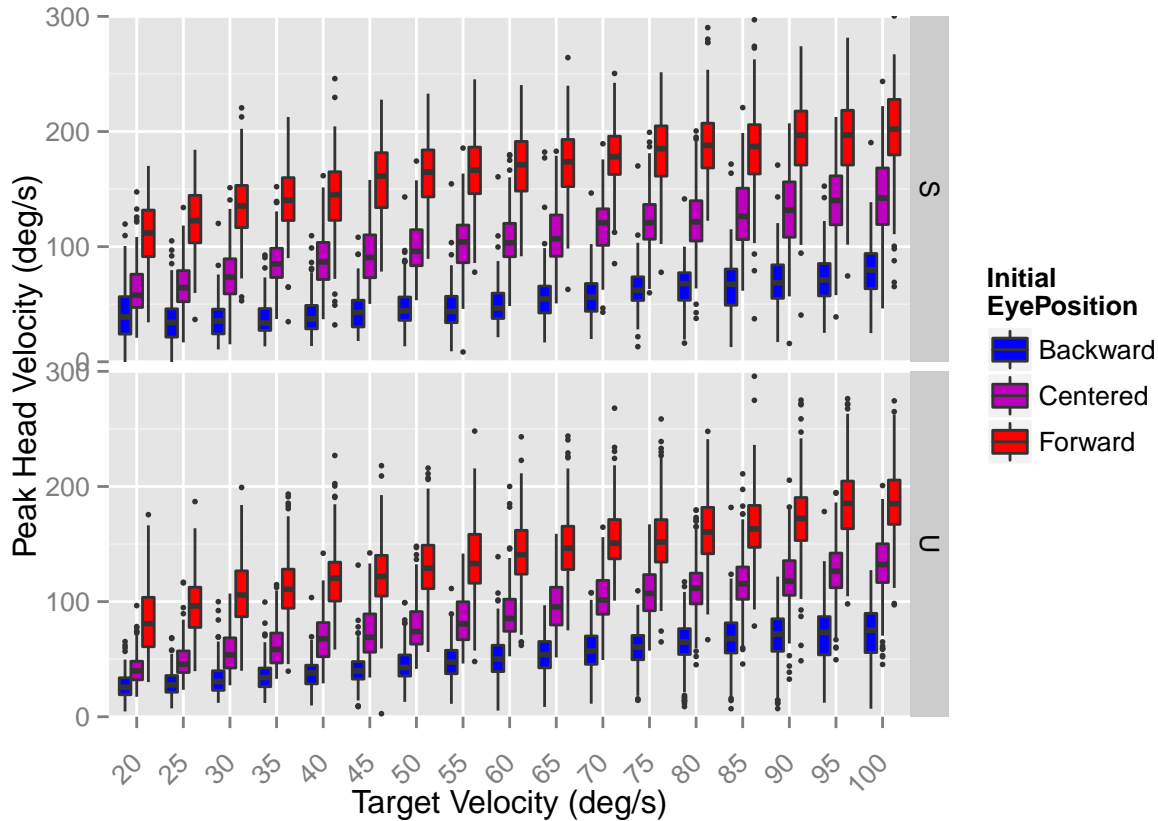 Peak Head Velocity (deg/s)
300
200
100
0
S
300
200
100
0
U
20 25 30 35 40 45 50 55 60 65 70 75 80 85 90 95 100
Target Velocity (deg/s)
Initial
EyePosition
Backward
Centered
Forward